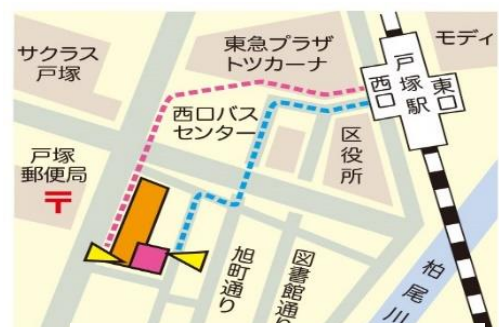 サクラス
戸塚
東急プラザ
トツカーナ
モディ
戸塚駅
西口
東口
西口バス
センター
区役所
戸塚
郵便局
〒
旭町通り
図書館通り
柏尾川